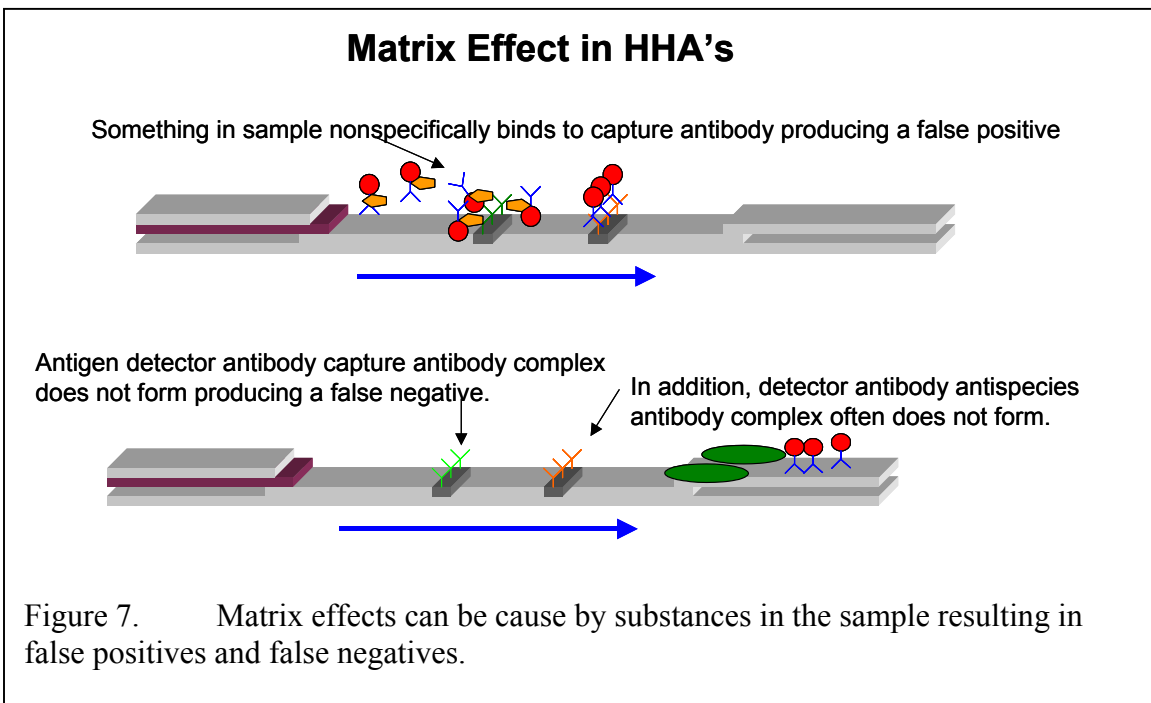 Matrix Effect in HHA's
Something in sample nonspecifically binds to capture antibody producing a false positive
Antigen detector antibody capture antibody complex
does not form producing a false negative.
In addition, detector antibody antispecies
antibody complex often does not form.
Figure 7. Matrix effects can be cause by substances in the sample resulting in
false positives and false negatives.